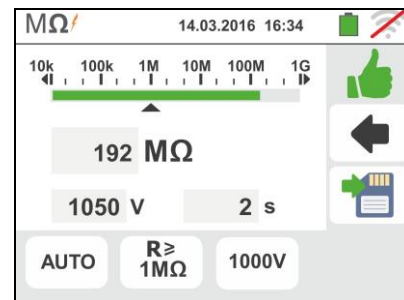 MΩ 14.03.2016 16:34
10k 100k 1M 10M 100M 1G
192 MΩ
1050 V 2 s
AUTO R≥ 1000V
1MΩ